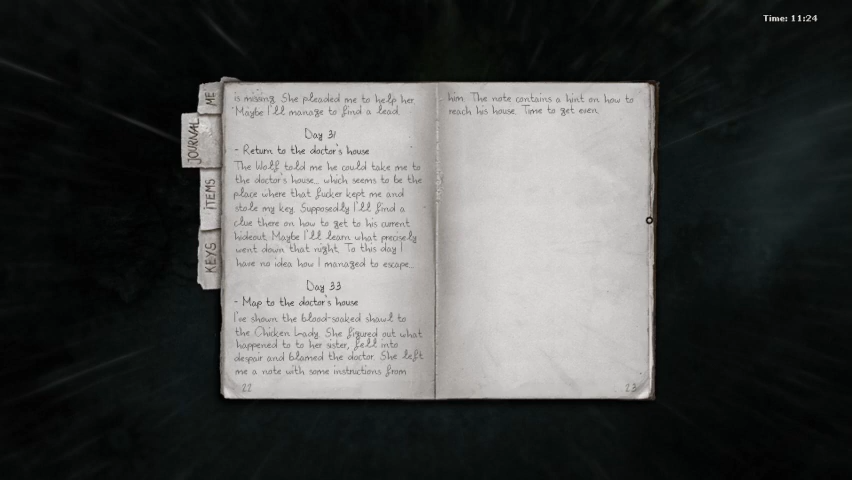 Time: 11:24
ME
JOURNAL
ITEMS
KEYS
is missing. She pleaded me to help her.
Maybe I'll manage to find a lead.
Day 31
- Return to the doctor's house
The Wolf told me he could take me to
the doctor's house... which seems to be the
place where that fucker kept me and
stole my key. Supposedly I'll find a
clue there on how to get to his current
hideout. Maybe I'll learn what precisely
went down that night. To this day I
have no idea how I managed to escape...
Day 33
- Map to the doctor's house
I've shown the blood-soaked shawl to
the Chicken Lady. She figured out what
happened to to her sister, fell into
despair and blamed the doctor. She left
me a note with some instructions from
22
him. The note contains a hint on how to
reach his house. Time to get even.
23